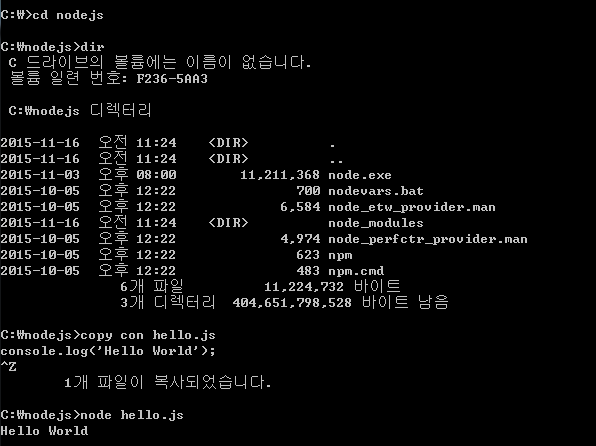 C:₩>cd nodejs
C:₩nodejs>dir
C 드라이브의 볼륨에는 이름이 없습니다.
볼륨 일련 번호: F236-5AA3
C:₩nodejs 디렉터리
2015-11-16 오전 11:24 <DIR> .
2015-11-16 오전 11:24 <DIR> ..
2015-11-03 오후 08:00 11,211,368 node.exe
2015-10-05 오후 12:22 700 nodevars.bat
2015-10-05 오후 12:22 6,584 node_etw_provider.man
2015-11-16 오전 11:24 <DIR> node_modules
2015-10-05 오후 12:22 4,974 node_perfctr_provider.man
2015-10-05 오후 12:22 623 npm
2015-10-05 오후 12:22 483 npm.cmd
6개 파일 11,224,732 바이트
3개 디렉터리 404,651,798,528 바이트 남음
C:₩nodejs>copy con hello.js
console.log('Hello World');
^Z
1개 파일이 복사되었습니다.
C:₩nodejs>node hello.js
Hello World